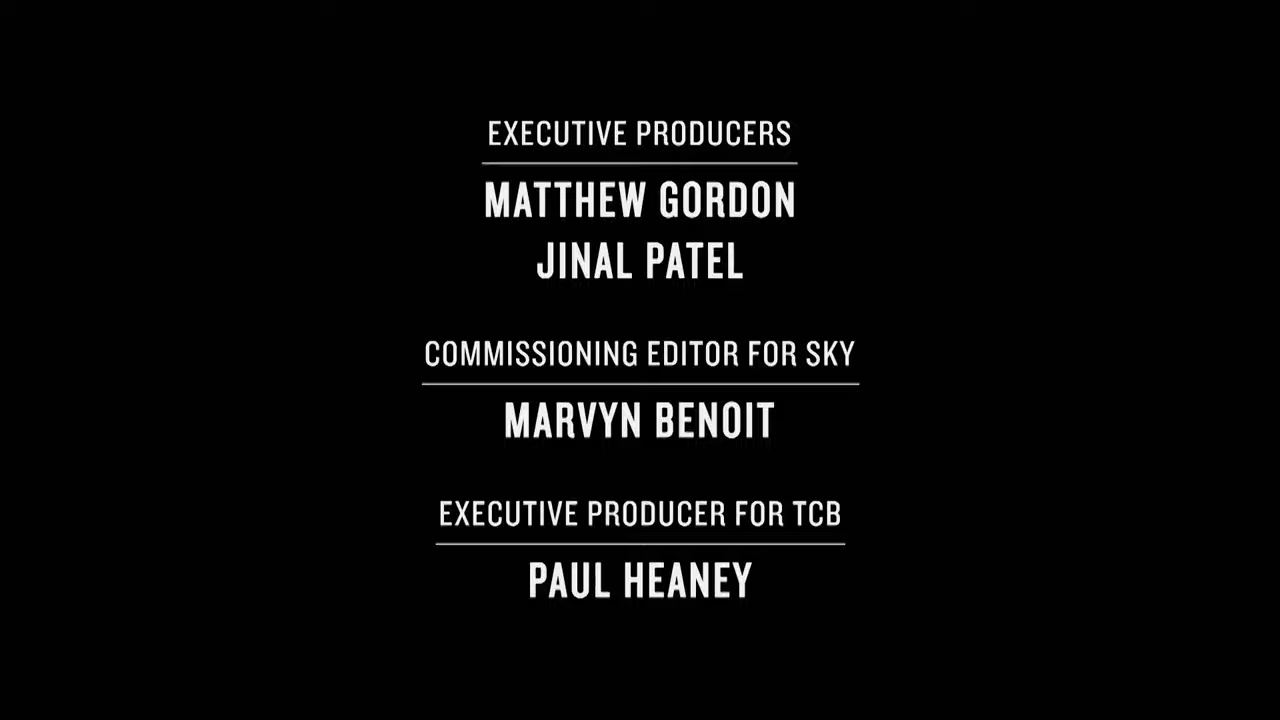 EXECUTIVE PRODUCERS
MATTHEW GORDON
JINAL PATEL
COMMISSIONING EDITOR FOR SKY
MARVYN BENOIT
EXECUTIVE PRODUCER FOR TCB
PAUL HEANEY